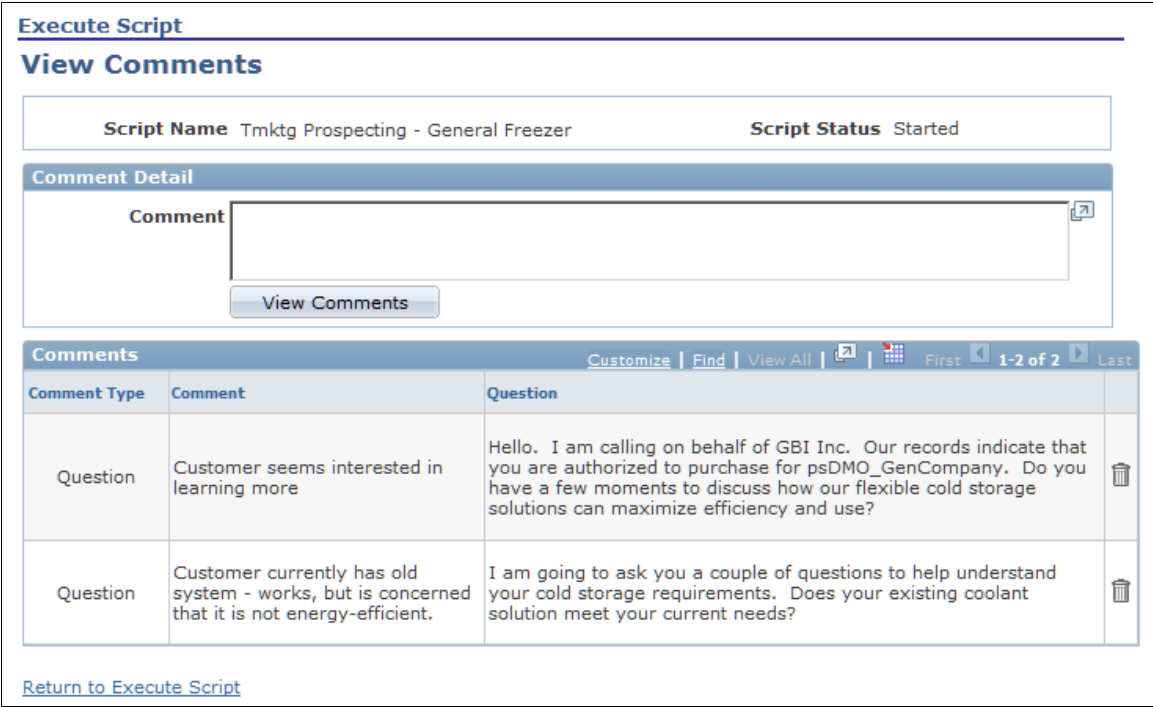 Execute Script
View Comments
Script Name Tmktg Prospecting - General Freezer Script Status Started
Comment Detail
Comment
View Comments
Comments Customize | Find | View All | | First 1-2 of 2 Last
Comment Type Comment Question
Question
Customer seems interested in
learning more
Hello. I am calling on behalf of GBI Inc. Our records indicate that
you are authorized to purchase for psDMO_GenCompany. Do you
have a few moments to discuss how our flexible cold storage
solutions can maximize efficiency and use?
Question
Customer currently has old
system - works, but is concerned
that it is not energy-efficient.
I am going to ask you a couple of questions to help understand
your cold storage requirements. Does your existing coolant
solution meet your current needs?
Return to Execute Script